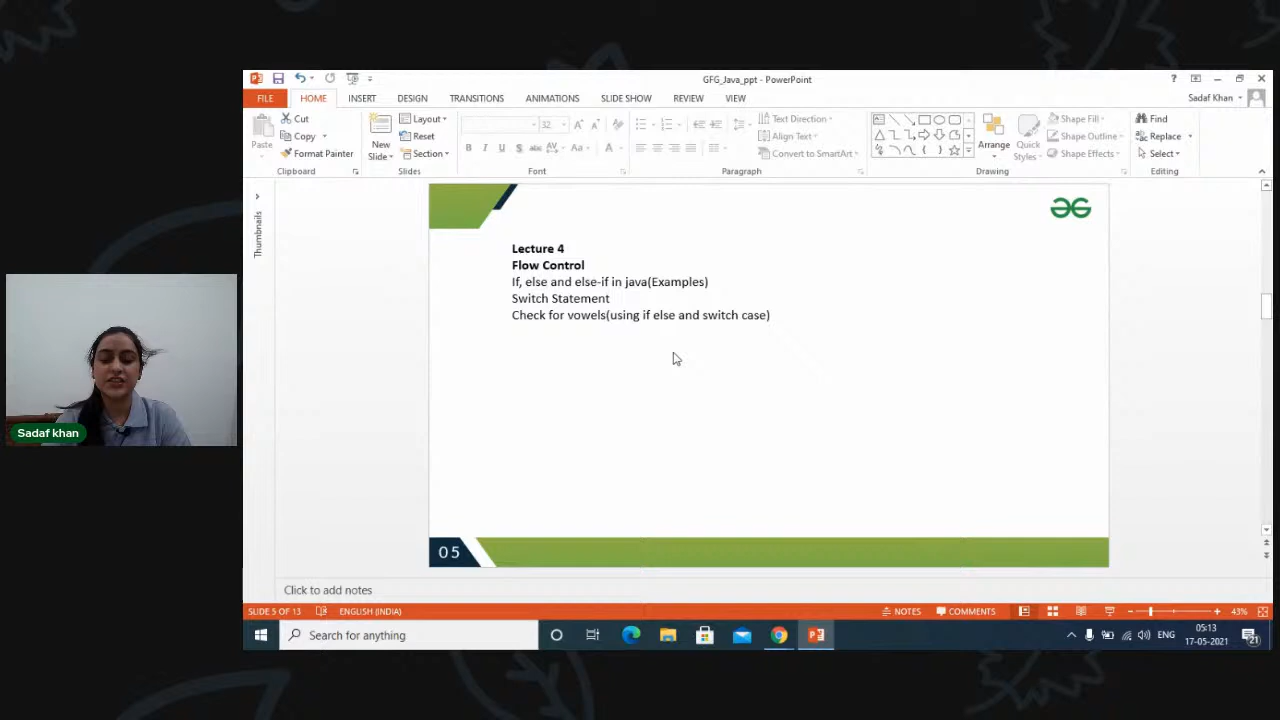 GFG_Java_ppt - PowerPoint
Sadaf Khan
FILE HOME INSERT DESIGN TRANSITIONS ANIMATIONS SLIDE SHOW REVIEW VIEW
Paste
Cut
Copy
Format Painter
Clipboard
New
Slide
Layout
Reset
Section
Slides
32
Font
Text Direction
Align Text
Convert to SmartArt
Paragraph
Arrange
Quick
Styles
Shape Fill
Shape Outline
Shape Effects
Drawing
Find
Replace
Select
Editing
Thumbnails
Lecture 4
Flow Control
If, else and else-if in java(Examples)
Switch Statement
Check for vowels(using if else and switch case)
05
Sadaf khan
Click to add notes
SLIDE 5 OF 13 ENGLISH (INDIA) NOTES COMMENTS 43%
Search for anything
ENG
05:13
17-05-2021
21